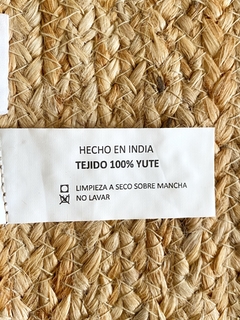 HECHO EN INDIA
TEJIDO 100% YUTE
LIMPIEZA A SECO SOBRE MANCHA
NO LAVAR